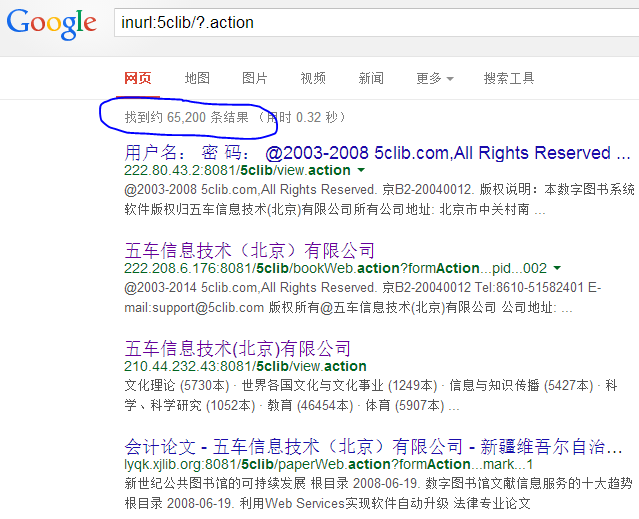 Google
inurl:5clib/?.action
网页 地图 图片 视频 新闻 更多 搜索工具
找到约 65,200 条结果 （用时 0.32 秒）
用户名： 密 码： @2003-2008 5clib.com,All Rights Reserved ...
222.80.43.2:8081/5clib/view.action
@2003-2008 5clib.com,All Rights Reserved. 京B2-20040012. 版权说明：本数字图书系统
软件版权归五车信息技术(北京)有限公司所有公司地址: 北京市中关村南 ...
五车信息技术（北京）有限公司
222.208.6.176:8081/5clib/bookWeb.action?formAction...pid...002
@2003-2014 5clib.com,All Rights Reserved. 京B2-20040012 Tel:8610-51582401 E-
mail:support@5clib.com 版权所有@五车信息技术(北京)有限公司 公司地址: ...
五车信息技术(北京)有限公司
210.44.232.43:8081/5clib/view.action
文化理论 (5730本) · 世界各国文化与文化事业 (1249本) · 信息与知识传播 (5427本) · 科
学、科学研究 (1052本) · 教育 (46454本) · 体育 (5907本) ...
会计论文 - 五车信息技术（北京）有限公司 - 新疆维吾尔自治...
lyqk.xjlib.org:8081/5clib/paperWeb.action?formAction...mark...1
新世纪公共图书馆的可持续发展 根目录 2008-06-19. 数字图书馆文献信息服务的十大趋势
根目录 2008-06-19. 利用Web Services实现软件自动升级 法律专业论文